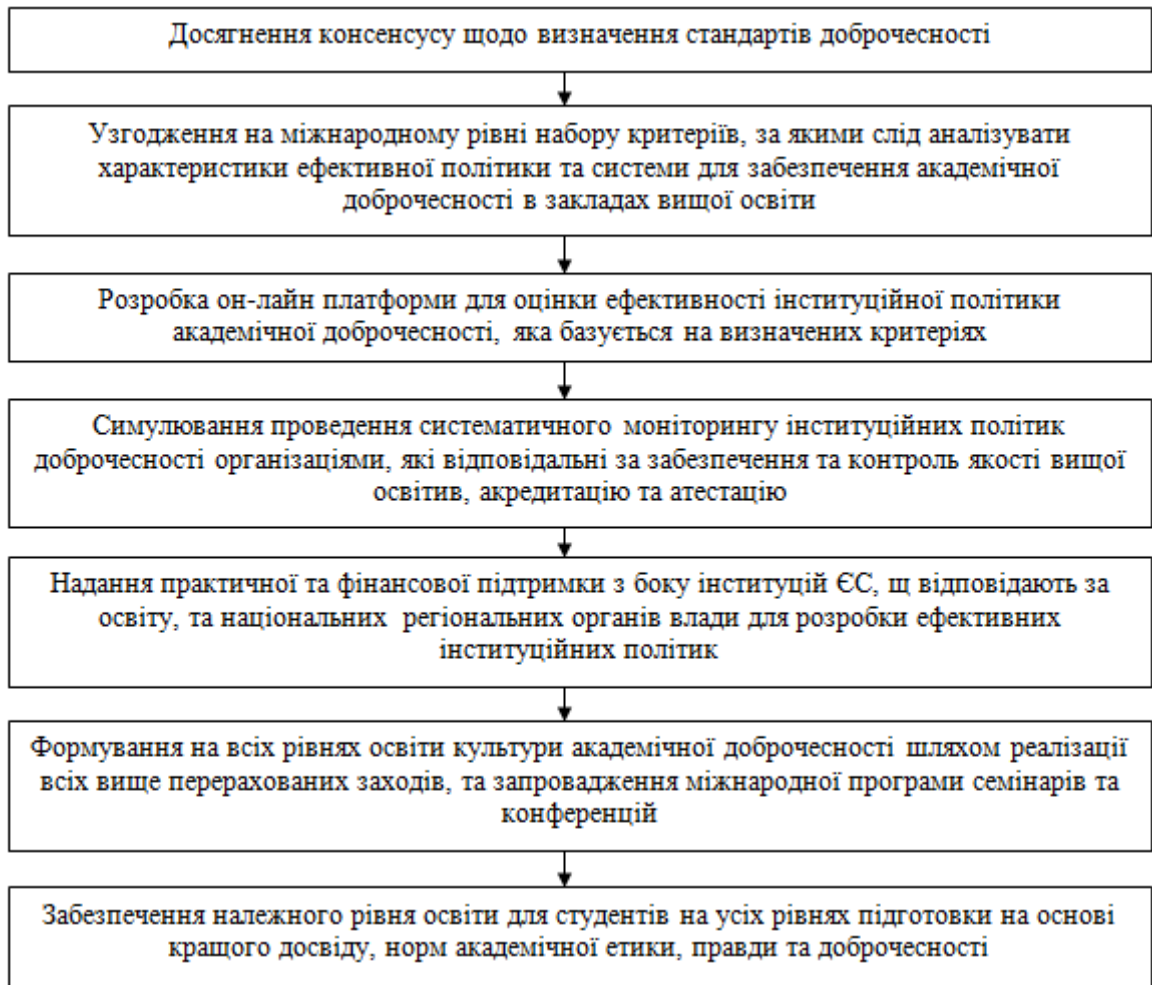 Досягнення консенсусу щодо визначення стандартів доброчесності
Узгодження на міжнародному рівні набору критеріїв, за якими слід аналізувати
характеристики ефективної політики та системи для забезпечення академічної
доброчесності в закладах вищої освіти
Розробка он-лайн платформи для оцінки ефективності інституційної політики
академічної доброчесності, яка базується на визначених критеріях
Симулювання проведення систематичного моніторингу інституційних політик
доброчесності організаціями, які відповідальні за забезпечення та контроль якості вищої
освітив, акредитацію та атестацію
Надання практичної та фінансової підтримки з боку інституцій ЄС, щ відповідають за
освіту, та національних регіональних органів влади для розробки ефективних
інституційних політик
Формування на всіх рівнях освіти культури академічної доброчесності шляхом реалізації
всіх вище перерахованих заходів, та запровадження міжнародної програми семінарів та
конференцій
Забезпечення належного рівня освіти для студентів на усіх рівнях підготовки на основі
кращого досвіду, норм академічної етики, правди та доброчесності